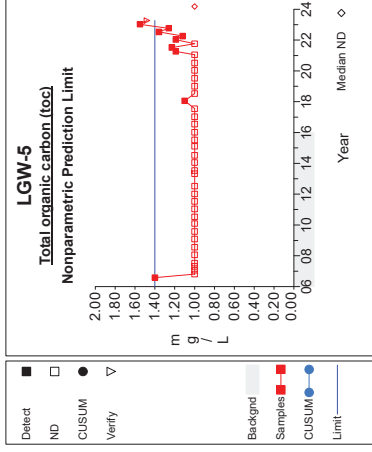 LGW-5
Total organic carbon (toc)
Nonparametric Prediction Limit
2.00
1.80
1.60
1.40
1.20
1.00
0.80
0.60
0.40
0.20
0.00
m
g /
L
06 08 10 12 14 15 16 18 20 22 24
Year
Median ND
Detect
ND
CUSUM
Verify
Backgnd
Samples
CUSUM
Limit